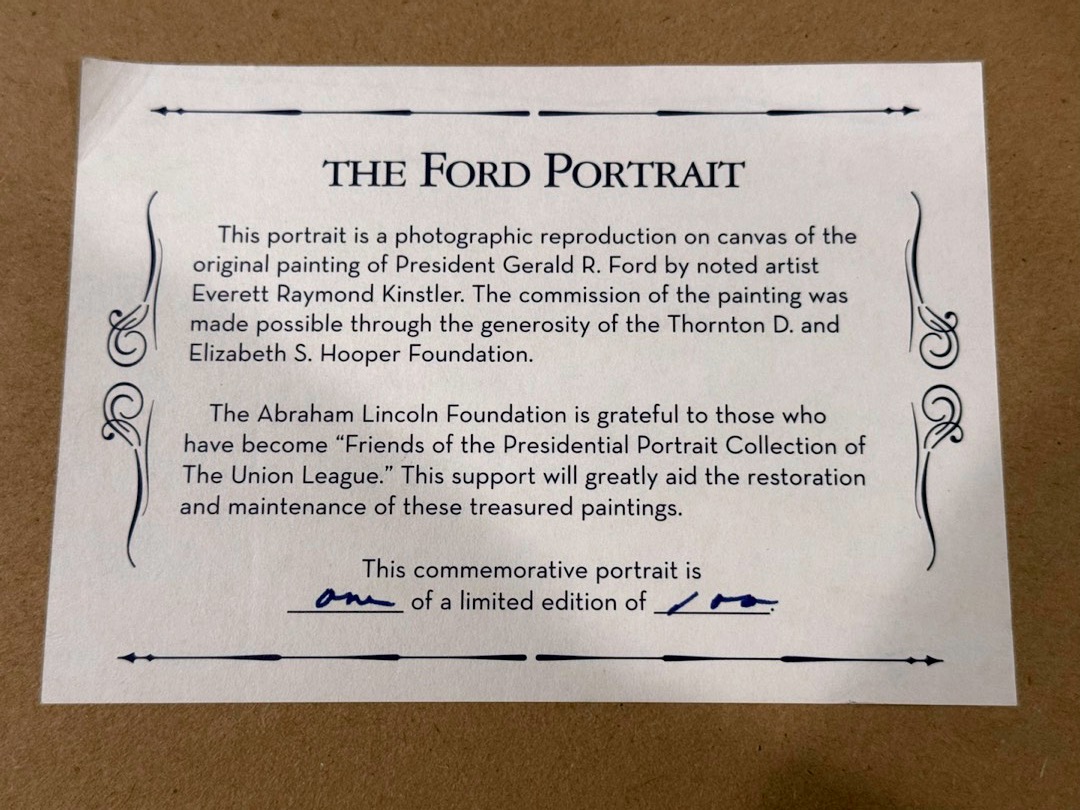 THE FORD PORTRAIT
This portrait is a photographic reproduction on canvas of the
original painting of President Gerald R. Ford by noted artist
Everett Raymond Kinstler. The commission of the painting was
made possible through the generosity of the Thornton D. and
Elizabeth S. Hooper Foundation.
The Abraham Lincoln Foundation is grateful to those who
have become “Friends of the Presidential Portrait Collection of
The Union League.” This support will greatly aid the restoration
and maintenance of these treasured paintings.
This commemorative portrait is
one of a limited edition of 100.